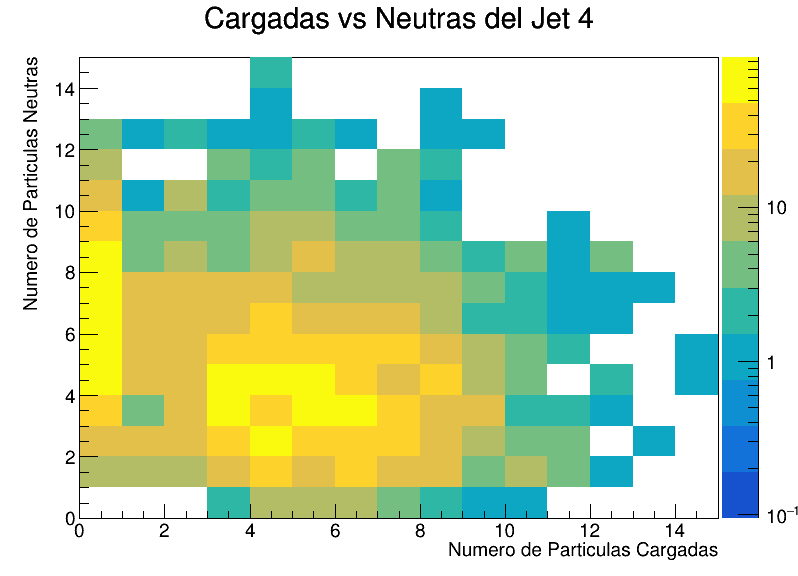 Cargadas vs Neutras del Jet 4
Numero de Particulas Neutras
14
12
10
8
6
4
2
0
0 2 4 6 8 10 12 14
Numero de Particulas Cargadas
10
1
10⁻¹